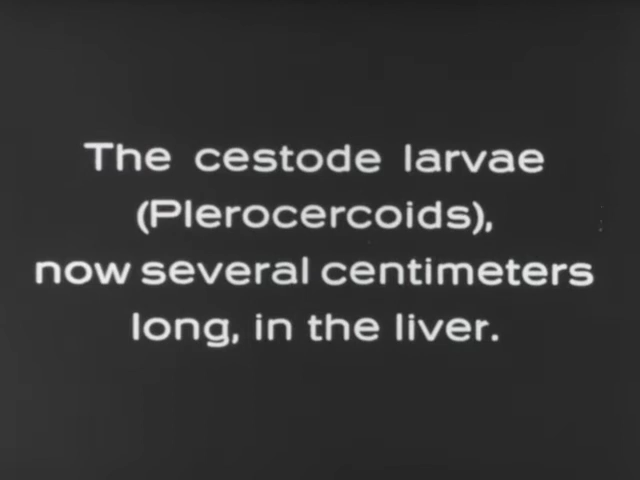 The cestode larvae
(Plerocercoids),
now several centimeters
long, in the liver.